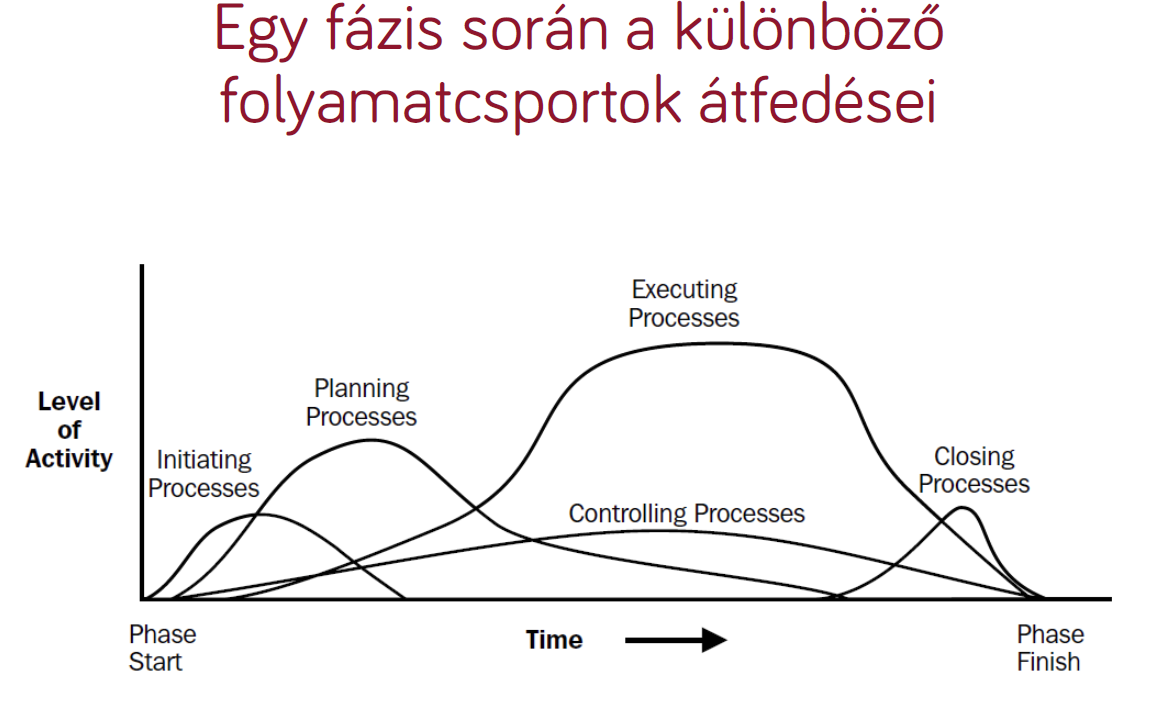 Egy fázis során a különböző
folyamatcsportok átfedései
Executing
Processes
Planning
Processes
Level
of
Activity
Initiating
Processes
Closing
Processes
Controlling Processes
Phase
Start
Time
Phase
Finish